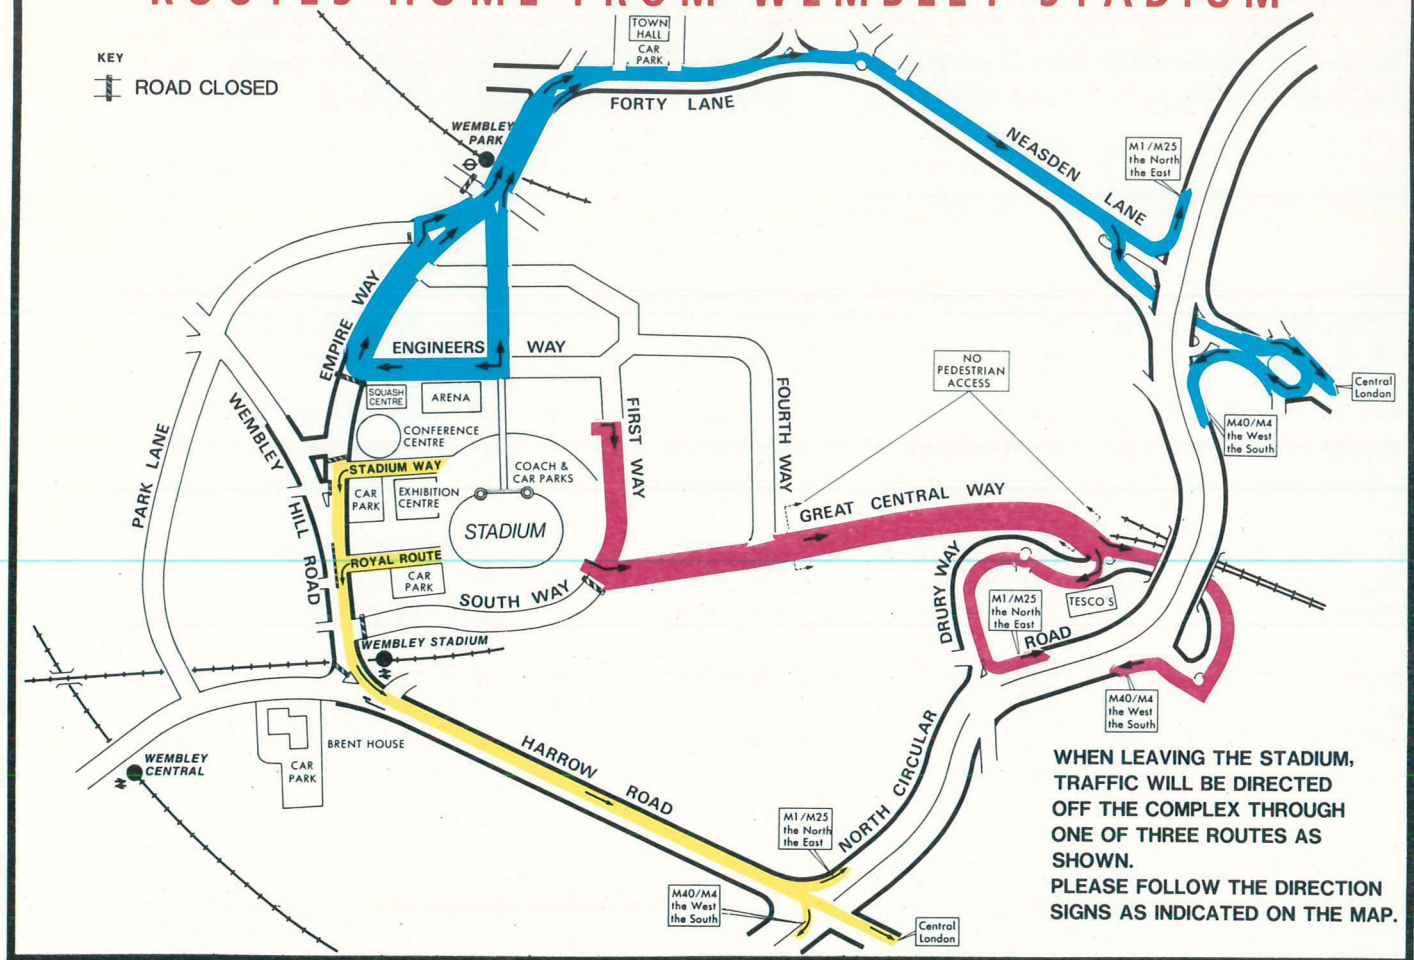 ROUTES HOME FROM WEMBLEY STADIUM
KEY
ROAD CLOSED
TOWN
HALL
CAR
PARK
FORTY LANE
WEMBLEY
PARK
NEASDEN LANE
M1/M25
the North
the East
EMPIRE WAY
ENGINEERS WAY
SQUASH
CENTRE
ARENA
CONFERENCE
CENTRE
NO
PEDESTRIAN
ACCESS
Central
London
M40/M4
the West
the South
PARK LANE
WEMBLEY HILL ROAD
FIRST WAY
FOURTH WAY
STADIUM WAY
CAR
PARK
EXHIBITION
CENTRE
COACH &
CAR PARKS
STADIUM
GREAT CENTRAL WAY
ROYAL ROUTE
CAR
PARK
SOUTH WAY
DRURY WAY
TESCO'S
M1/M25
the North
the East
ROAD
WEMBLEY STADIUM
M40/M4
the West
the South
BRENT HOUSE
CAR
PARK
WEMBLEY
CENTRAL
HARROW ROAD
NORTH CIRCULAR
M1/M25
the North
the East
M40/M4
the West
the South
Central
London
WHEN LEAVING THE STADIUM,
TRAFFIC WILL BE DIRECTED
OFF THE COMPLEX THROUGH
ONE OF THREE ROUTES AS
SHOWN.
PLEASE FOLLOW THE DIRECTION
SIGNS AS INDICATED ON THE MAP.